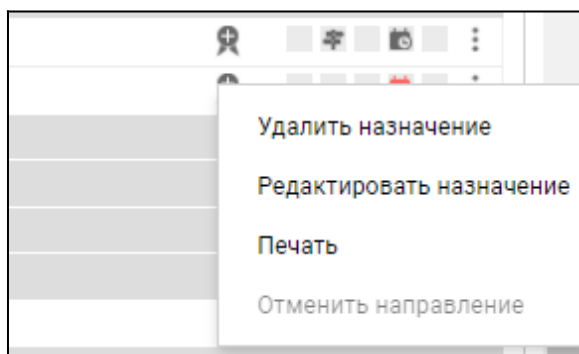 Удалить назначение
Редактировать назначение
Печать
Отменить направление